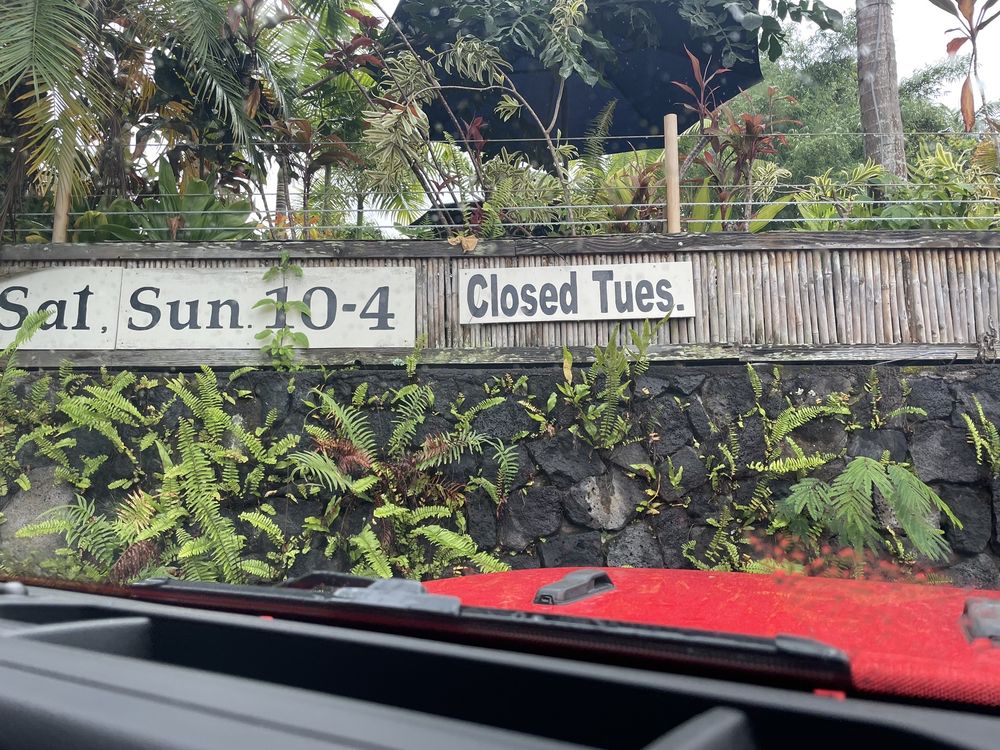 Sat, Sun. 10-4
Closed Tues.